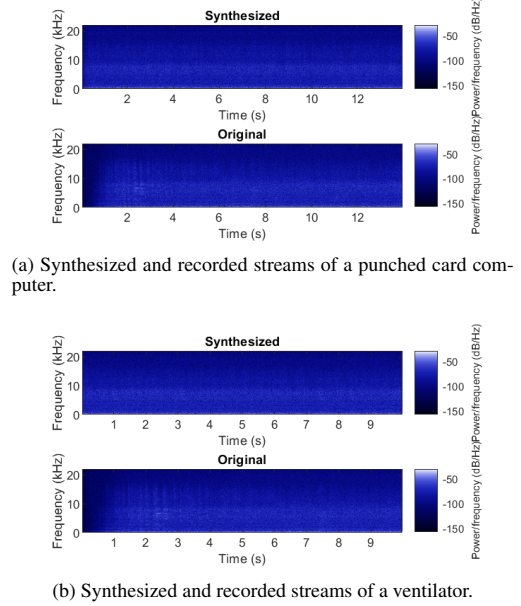 Synthesized
20
10
0
Frequency (kHz)
2 4 6 8 10 12
Time (s)
-50
-100
-150
Power/frequency (dB/Hz)
Original
20
10
0
Frequency (kHz)
2 4 6 8 10 12
Time (s)
-50
-100
-150
Power/frequency (dB/Hz)
(a) Synthesized and recorded streams of a punched card com-
puter.
Synthesized
20
10
0
Frequency (kHz)
1 2 3 4 5 6 7 8 9
Time (s)
-50
-100
-150
Power/frequency (dB/Hz)
Original
20
10
0
Frequency (kHz)
1 2 3 4 5 6 7 8 9
Time (s)
-50
-100
-150
Power/frequency (dB/Hz)
(b) Synthesized and recorded streams of a ventilator.